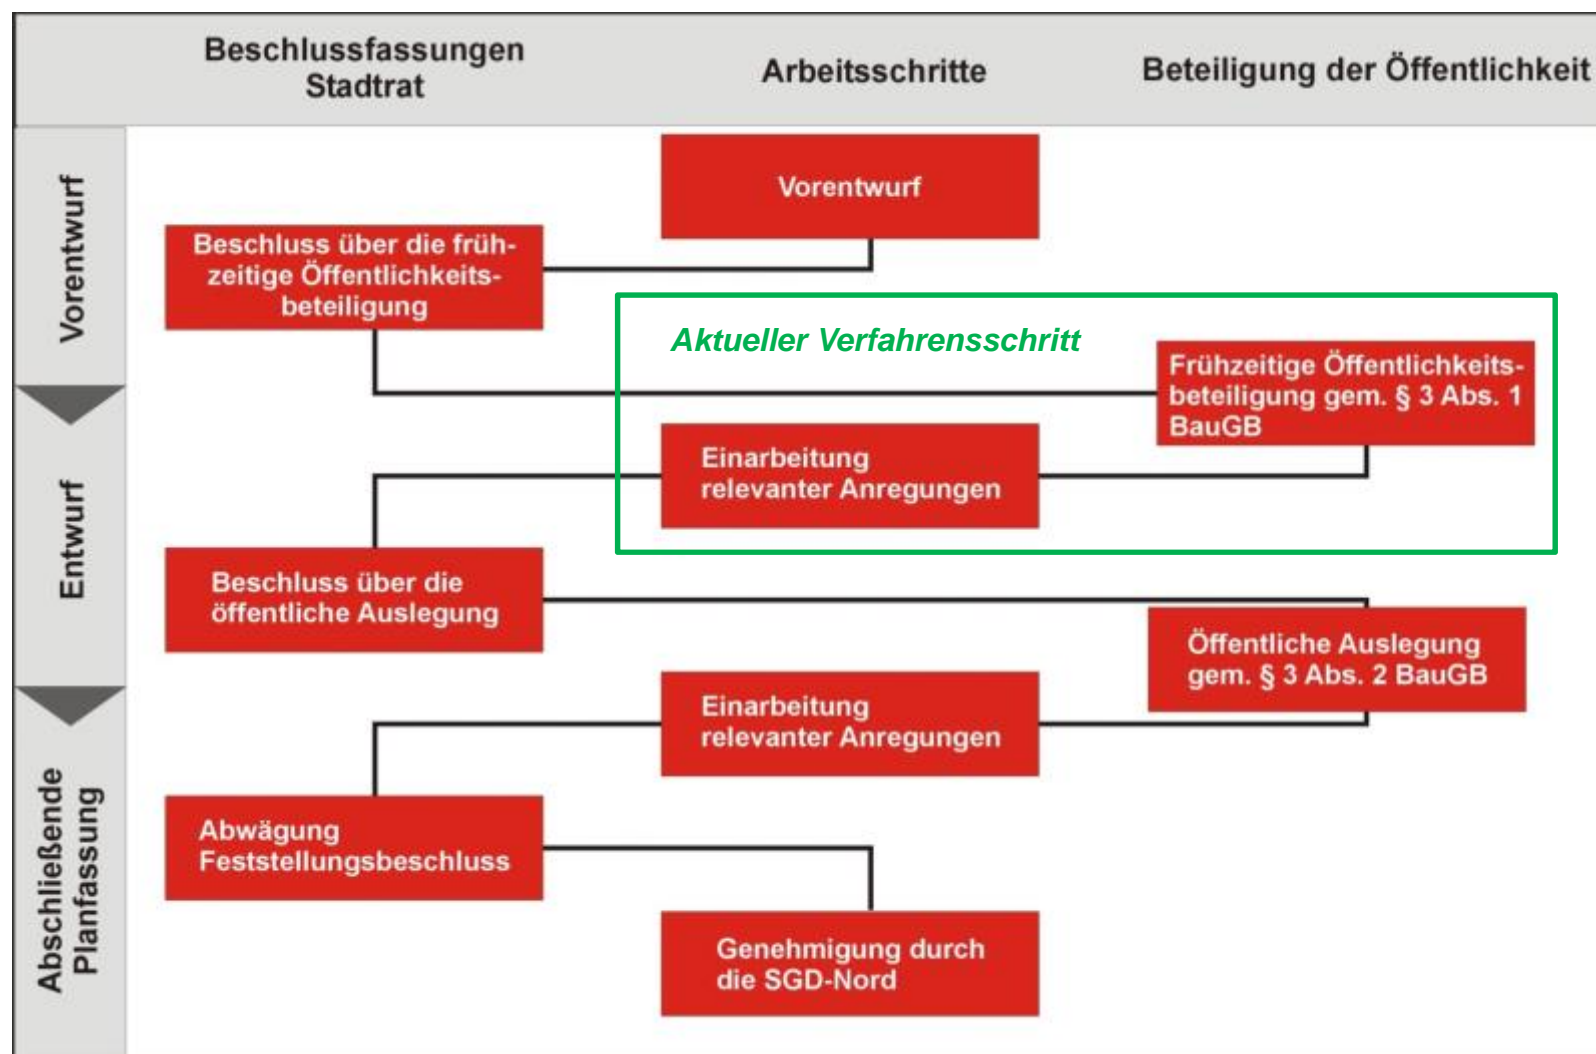 Beschlussfassungen
Stadtrat
Arbeitsschritte
Beteiligung der Öffentlichkeit
Vorentwurf
Vorentwurf
Beschluss über die früh-
zeitige Öffentlichkeits-
beteiligung
Aktueller Verfahrensschritt
Frühzeitige Öffentlichkeits-
beteiligung gem. § 3 Abs. 1
BauGB
Entwurf
Einarbeitung
relevanter Anregungen
Beschluss über die
öffentliche Auslegung
Öffentliche Auslegung
gem. § 3 Abs. 2 BauGB
Abschließende
Planfassung
Einarbeitung
relevanter Anregungen
Abwägung
Feststellungsbeschluss
Genehmigung durch
die SGD-Nord